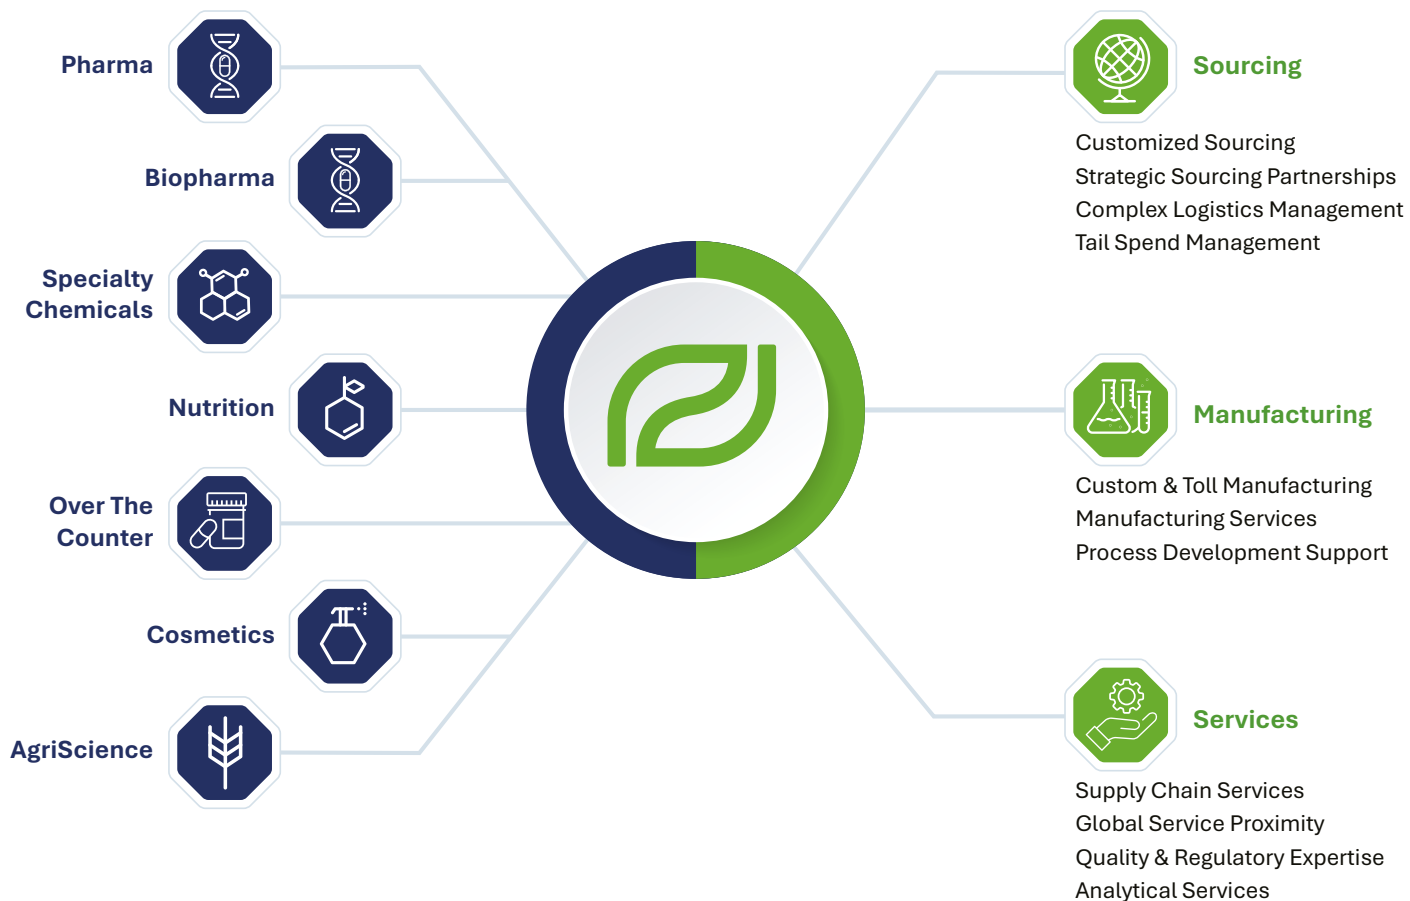 Pharma
Biopharma
Specialty
Chemicals
Nutrition
Over The
Counter
Cosmetics
AgriScience
Sourcing
Customized Sourcing
Strategic Sourcing Partnerships
Complex Logistics Management
Tail Spend Management
Manufacturing
Custom & Toll Manufacturing
Manufacturing Services
Process Development Support
Services
Supply Chain Services
Global Service Proximity
Quality & Regulatory Expertise
Analytical Services